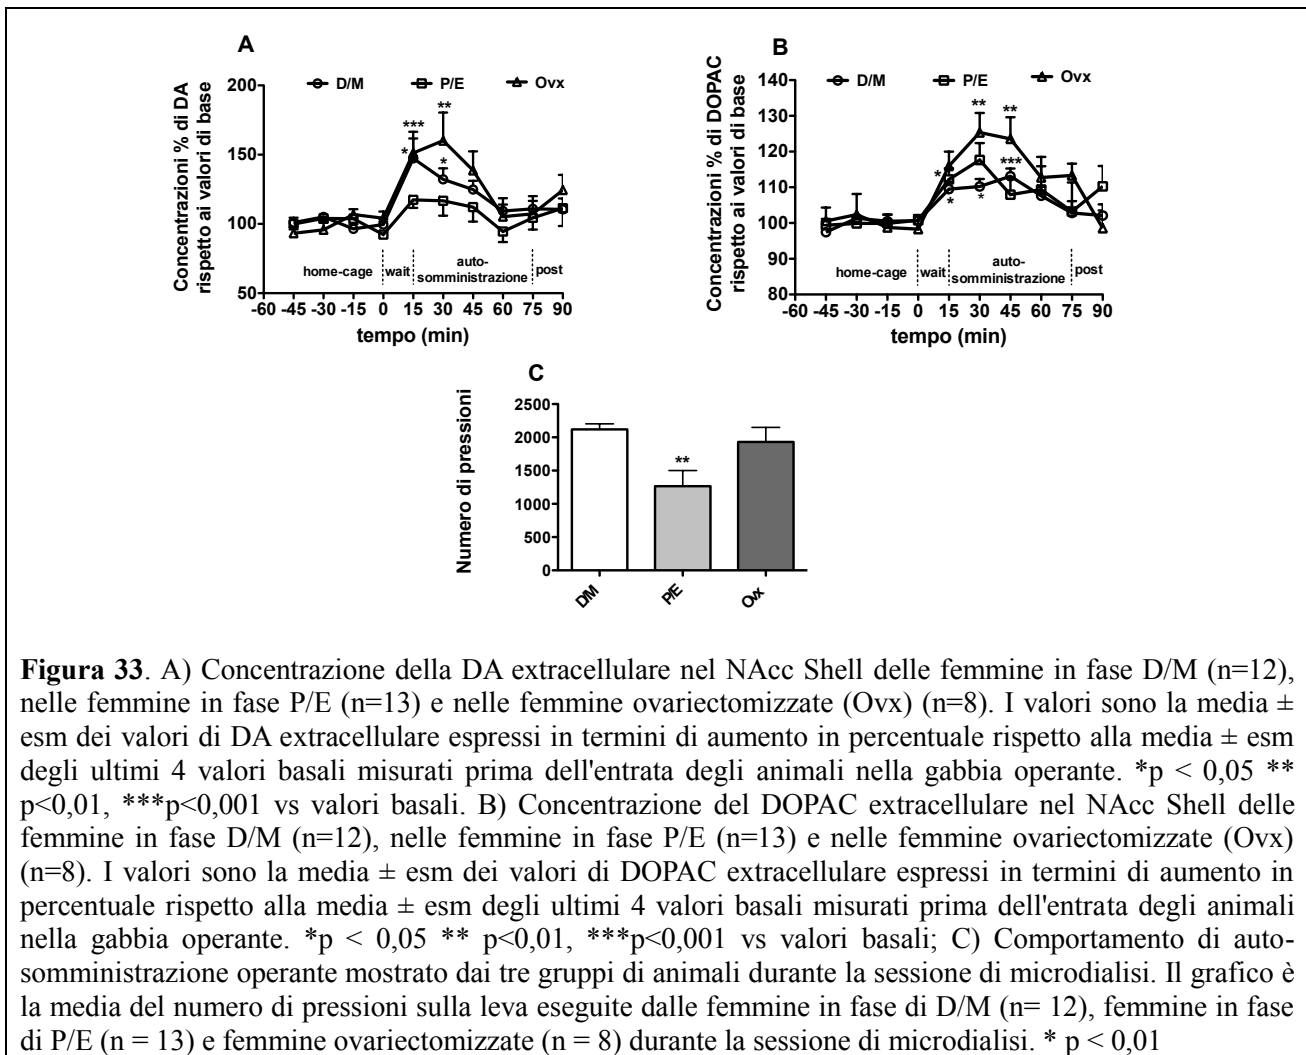 A
D/M P/E Ovx
Concentrazioni % di DA
rispetto ai valori di base
200
150
100
50
***
**
*
*
home-cage wait auto-somministrazione post
-60 -45 -30 -15 0 15 30 45 60 75 90
tempo (min)
B
D/M P/E Ovx
Concentrazioni % di DOPAC
rispetto ai valori di base
140
130
120
110
100
90
80
** **
* ***
* *
home-cage wait auto-somministrazione post
-60 -45 -30 -15 0 15 30 45 60 75 90
tempo (min)
C
Numero di pressioni
2500
2000
1500
1000
500
0
**
D/M P/E Ovx
Figura 33. A) Concentrazione della DA extracellulare nel NAcc Shell delle femmine in fase D/M (n=12),
nelle femmine in fase P/E (n=13) e nelle femmine ovariectomizzate (Ovx) (n=8). I valori sono la media ±
esm dei valori di DA extracellulare espressi in termini di aumento in percentuale rispetto alla media ± esm
degli ultimi 4 valori basali misurati prima dell'entrata degli animali nella gabbia operante. *p < 0,05 **
p<0,01, ***p<0,001 vs valori basali. B) Concentrazione del DOPAC extracellulare nel NAcc Shell delle
femmine in fase D/M (n=12), nelle femmine in fase P/E (n=13) e nelle femmine ovariectomizzate (Ovx)
(n=8). I valori sono la media ± esm dei valori di DOPAC extracellulare espressi in termini di aumento in
percentuale rispetto alla media ± esm degli ultimi 4 valori basali misurati prima dell'entrata degli animali
nella gabbia operante. *p < 0,05 ** p<0,01, ***p<0,001 vs valori basali; C) Comportamento di auto-
somministrazione operante mostrato dai tre gruppi di animali durante la sessione di microdialisi. Il grafico è
la media del numero di pressioni sulla leva eseguite dalle femmine in fase di D/M (n= 12), femmine in fase
di P/E (n = 13) e femmine ovariectomizzate (n = 8) durante la sessione di microdialisi. * p < 0,01